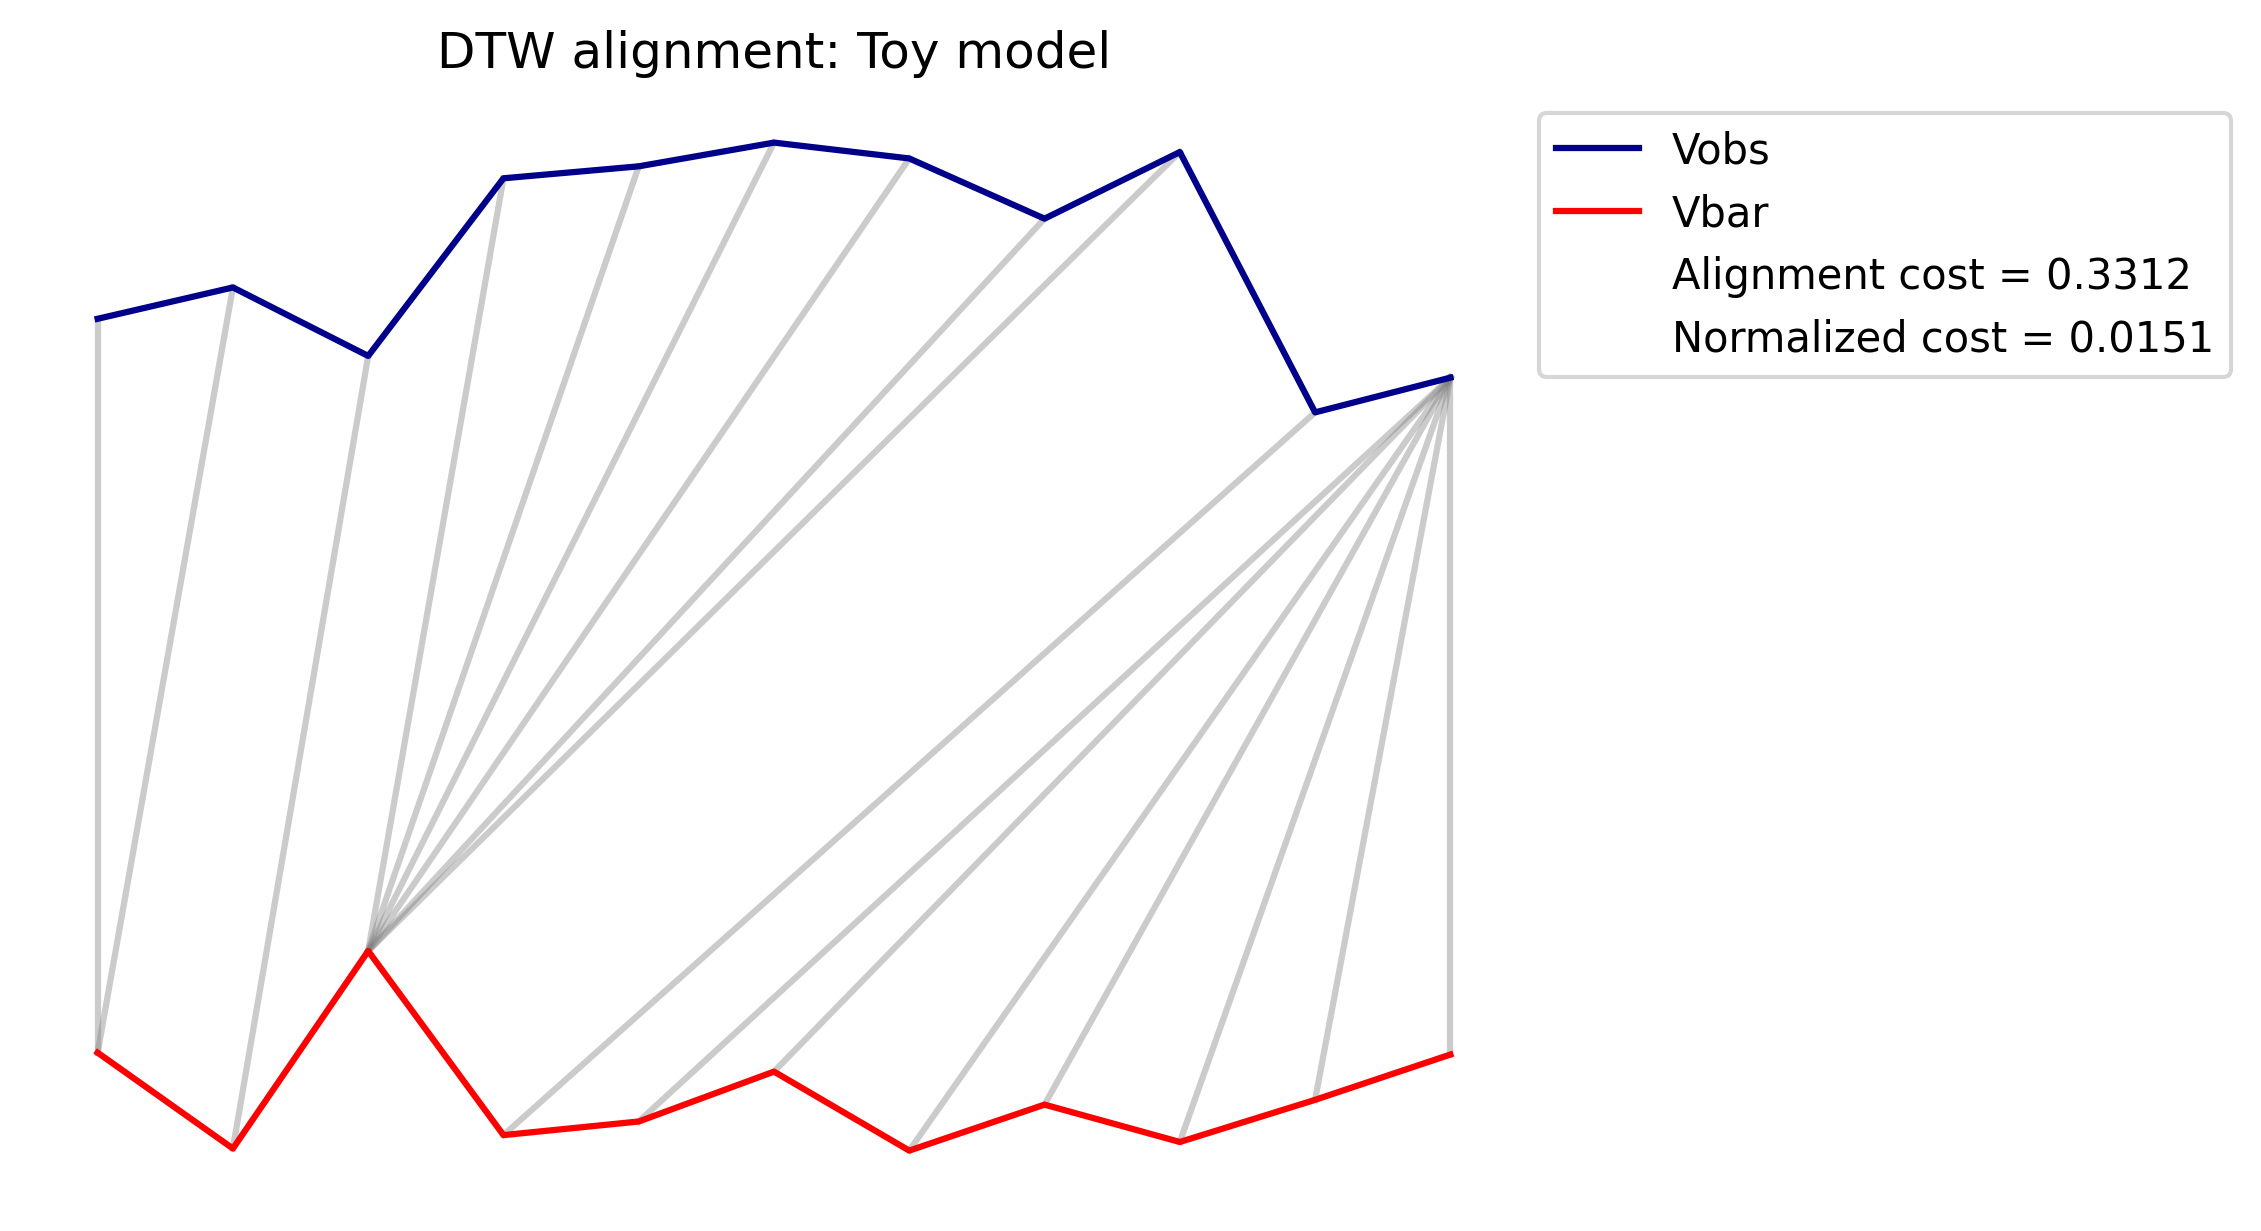 DTW alignment: Toy model
Vobs
Vbar
Alignment cost = 0.3312
Normalized cost = 0.0151